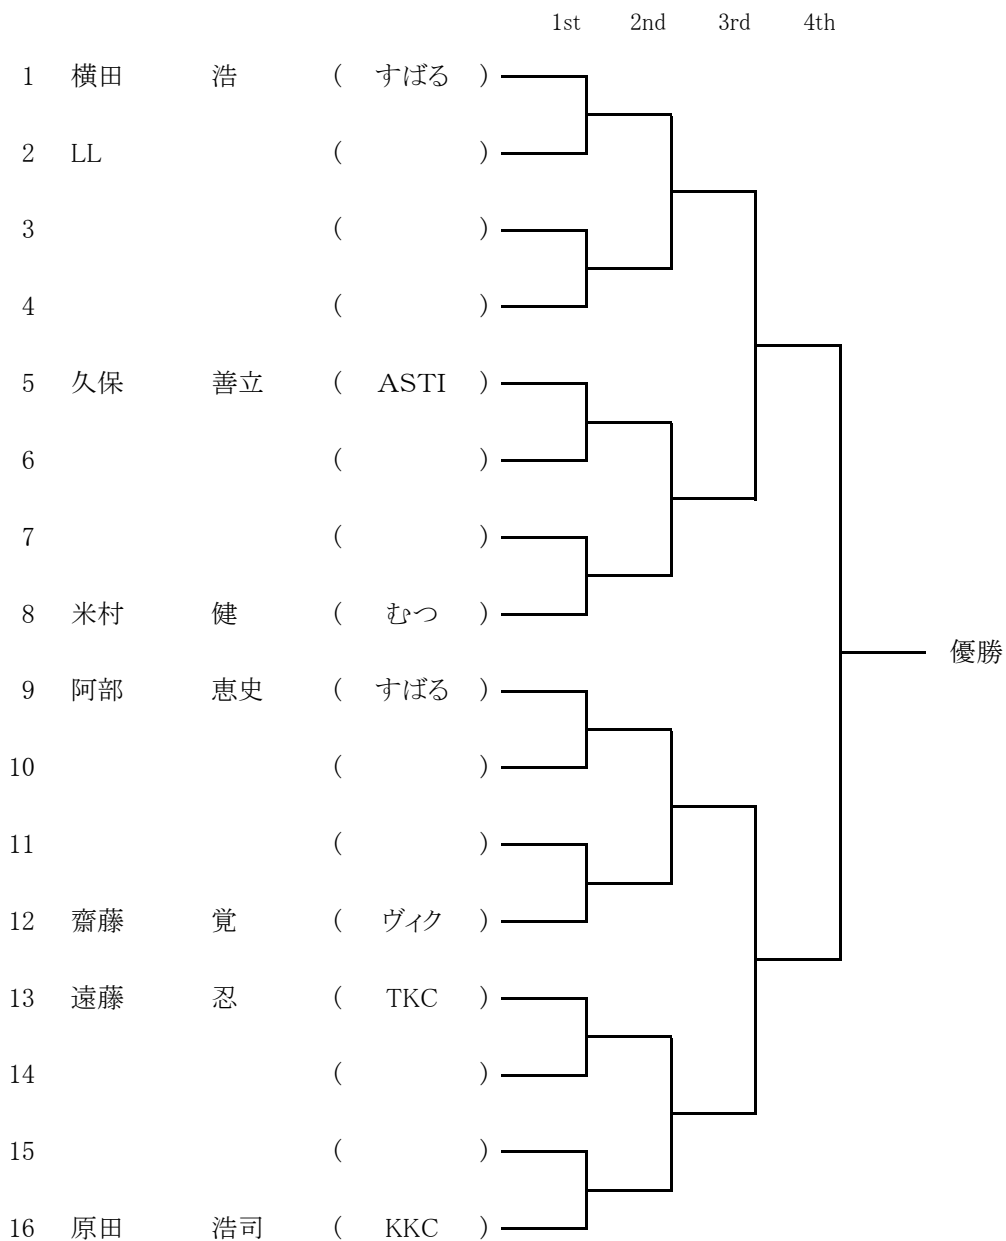 1st 2nd 3rd 4th
1 横田 浩 ( すばる )
2 LL ( )
3 ( )
4 ( )
5 久保 善立 ( ASTI )
6 ( )
7 ( )
8 米村 健 ( むつ )
優勝
9 阿部 恵史 ( すばる )
10 ( )
11 ( )
12 齋藤 覚 ( ヴィク )
13 遠藤 忍 ( TKC )
14 ( )
15 ( )
16 原田 浩司 ( KKC )